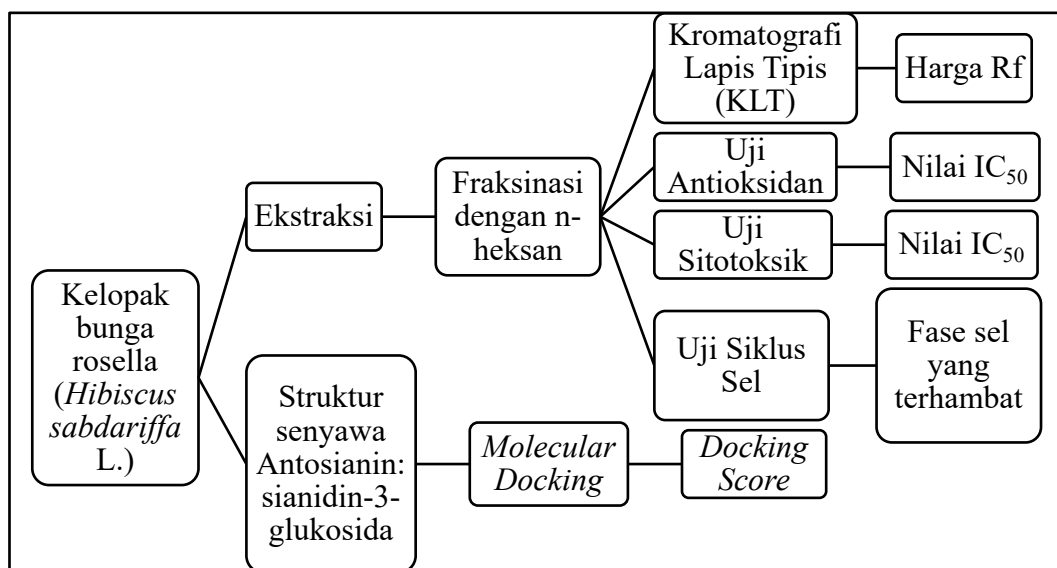 Kelopak
bunga
rosella
(Hibiscus
sabdariffa
L.)
Ekstraksi
Fraksinasi
dengan n-
heksan
Kromatografi
Lapis Tipis
(KLT)
Harga Rf
Uji
Antioksidan
Nilai IC₅₀
Uji
Sitotoksik
Nilai IC₅₀
Uji Siklus
Sel
Fase sel
yang
terhambat
Struktur
senyawa
Antosianin:
sianidin-3-
glukosida
Molecular
Docking
Docking
Score